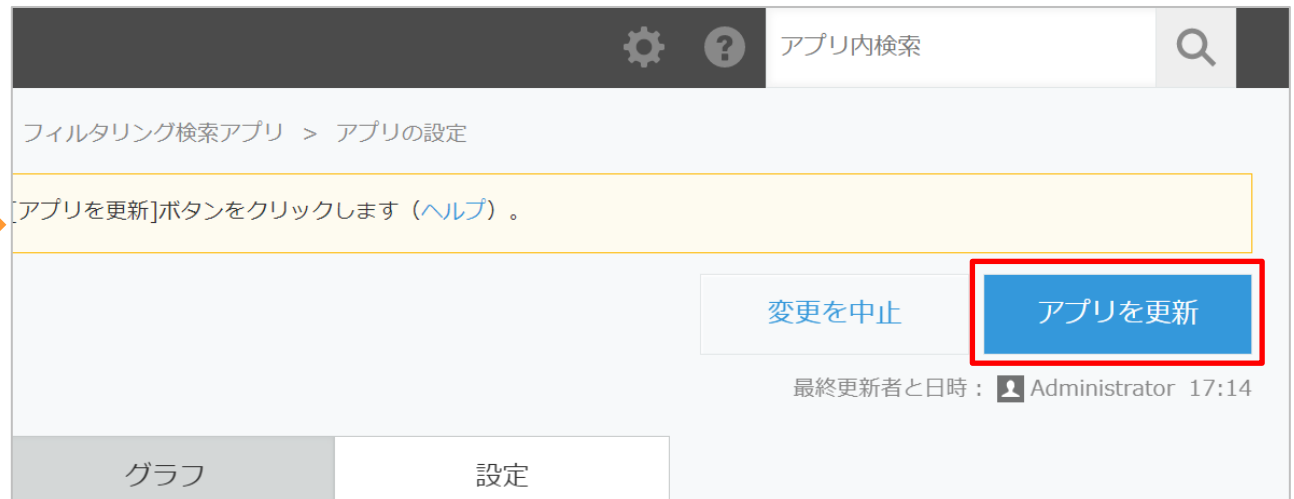 アプリ内検索
フィルタリング検索アプリ > アプリの設定
[アプリを更新]ボタンをクリックします（ヘルプ）。
変更を中止
アプリを更新
最終更新者と日時： Administrator 17:14
グラフ
設定